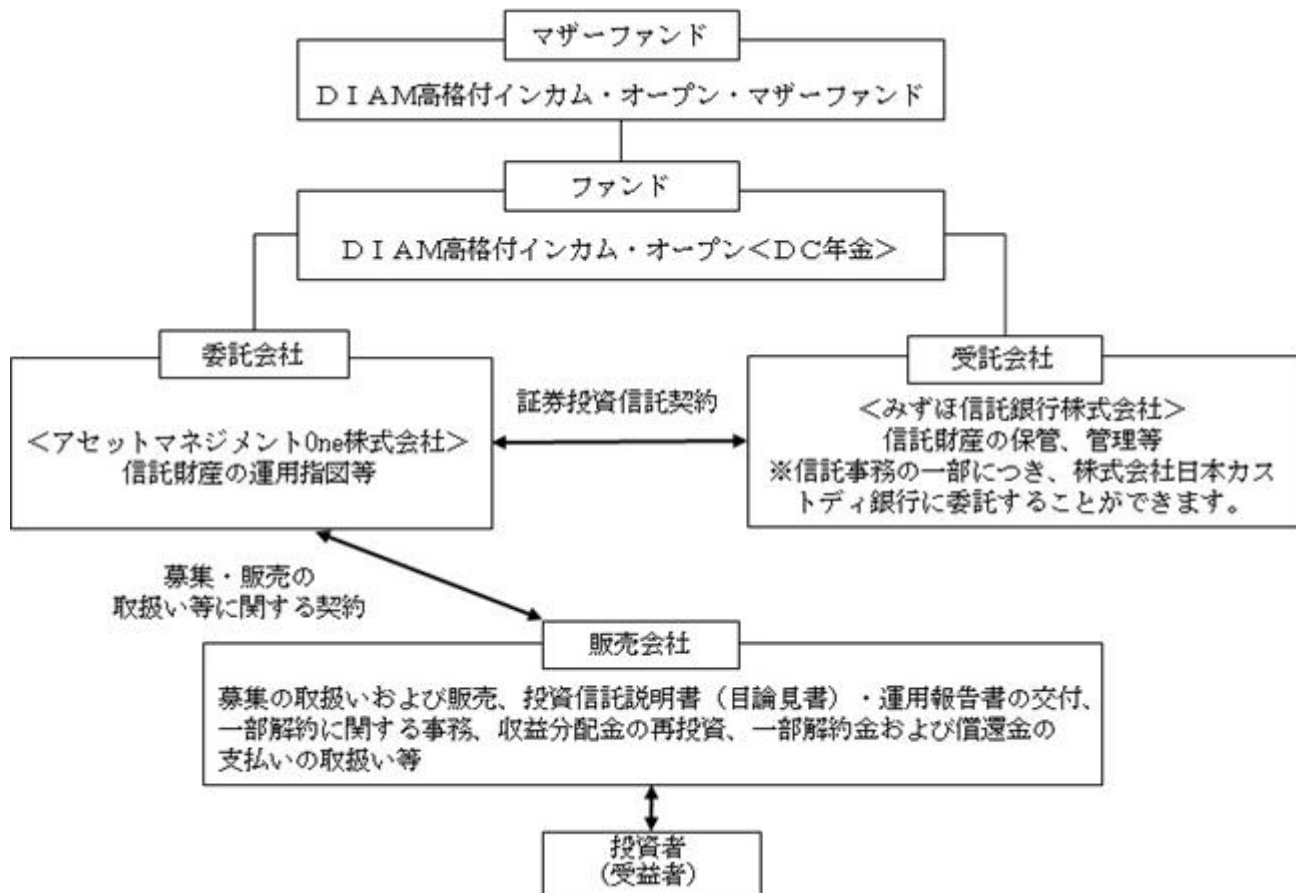 マザーファンド
ＤＩＡＭ高格付インカム・オープン・マザーファンド
ファンド
ＤＩＡＭ高格付インカム・オープン＜ＤＣ年金＞
委託会社
＜アセットマネジメントOne株式会社＞
信託財産の運用指図等
証券投資信託契約
受託会社
＜みずほ信託銀行株式会社＞
信託財産の保管、管理等
※信託事務の一部につき、株式会社日本カス
トディ銀行に委託することができます。
募集・販売の
取扱い等に関する契約
販売会社
募集の取扱いおよび販売、投資信託説明書（目論見書）・運用報告書の交付、
一部解約に関する事務、収益分配金の再投資、一部解約金および償還金の
支払いの取扱い等
投資者
(受益者)